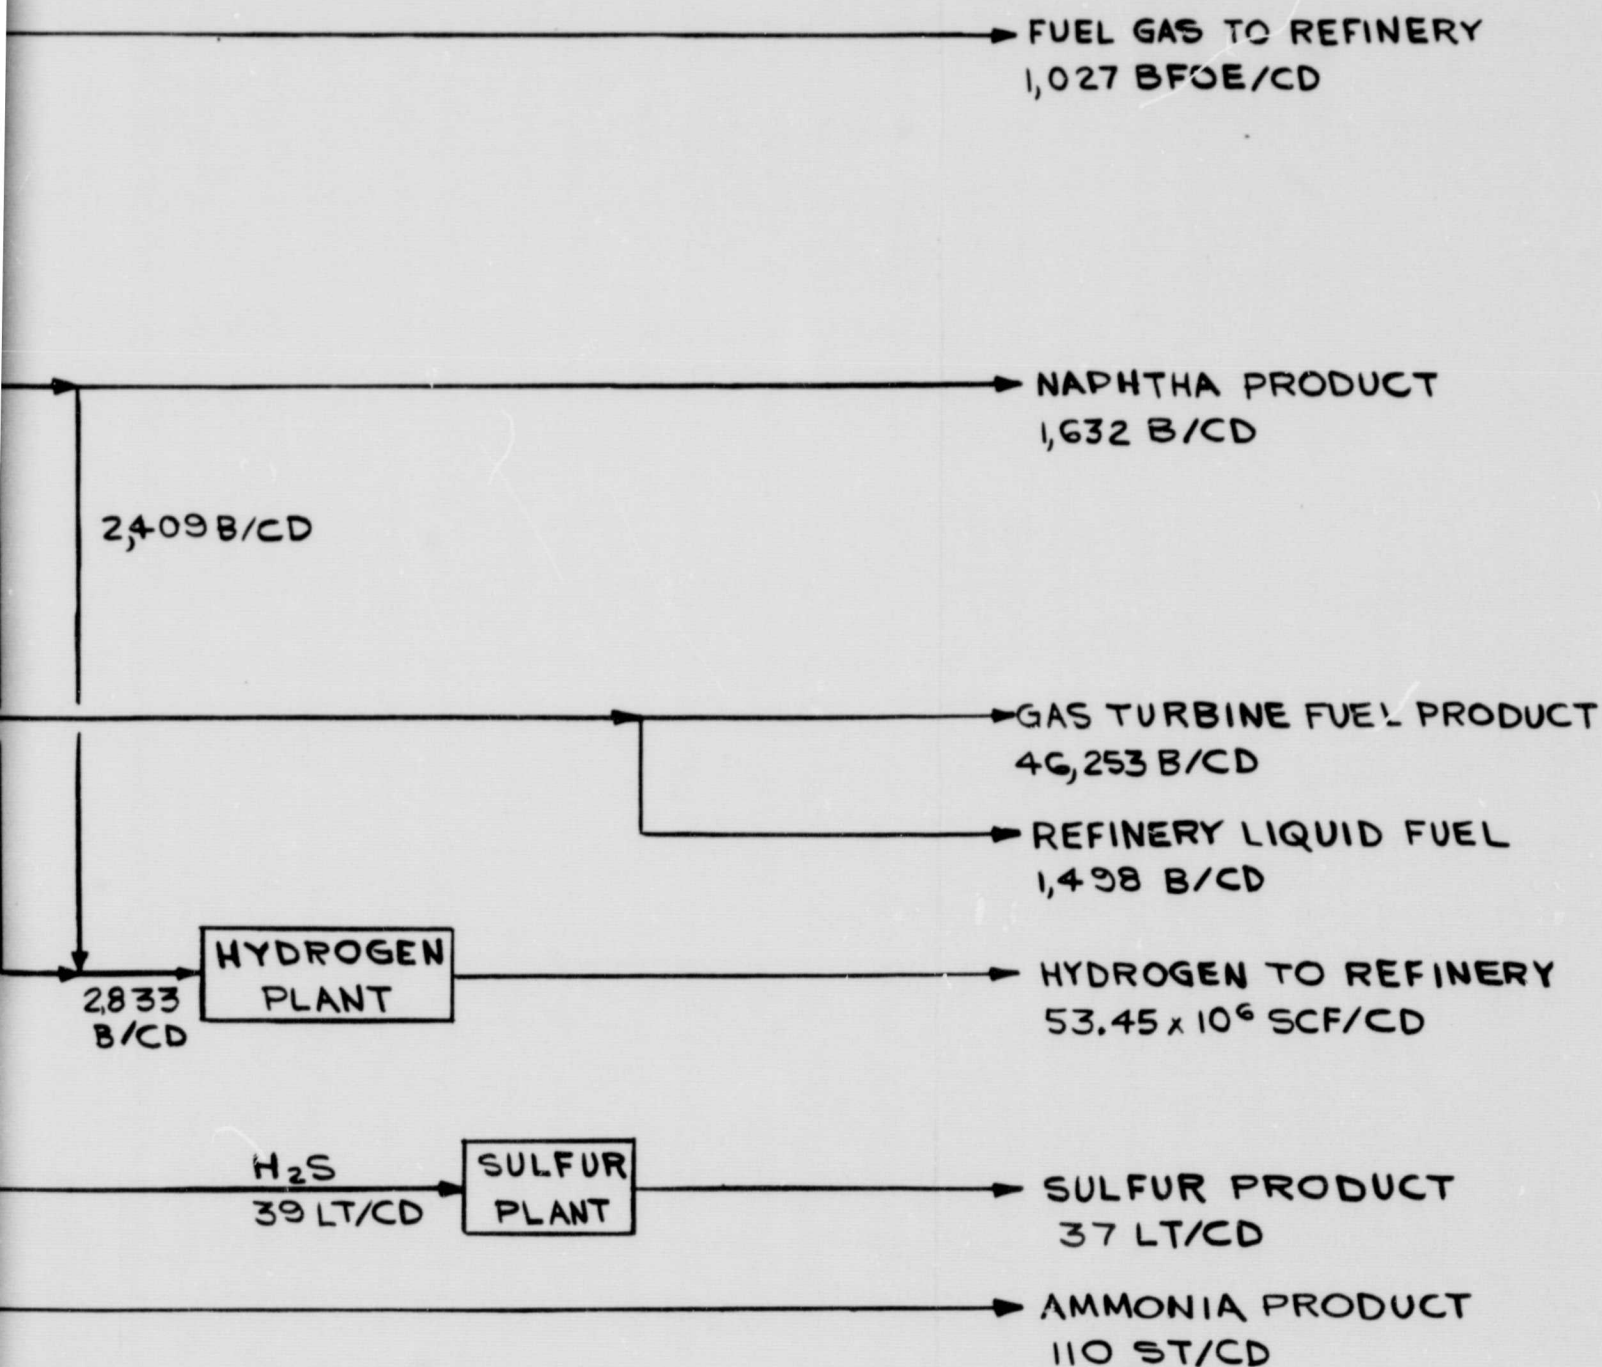 FUEL GAS TO REFINERY
1,027 BFOE/CD
NAPHTHA PRODUCT
1,632 B/CD
2,409 B/CD
GAS TURBINE FUEL PRODUCT
46,253 B/CD
REFINERY LIQUID FUEL
1,498 B/CD
HYDROGEN
PLANT
2,833
B/CD
HYDROGEN TO REFINERY
53.45 x 10⁶ SCF/CD
H₂S
39 LT/CD
SULFUR
PLANT
SULFUR PRODUCT
37 LT/CD
AMMONIA PRODUCT
110 ST/CD